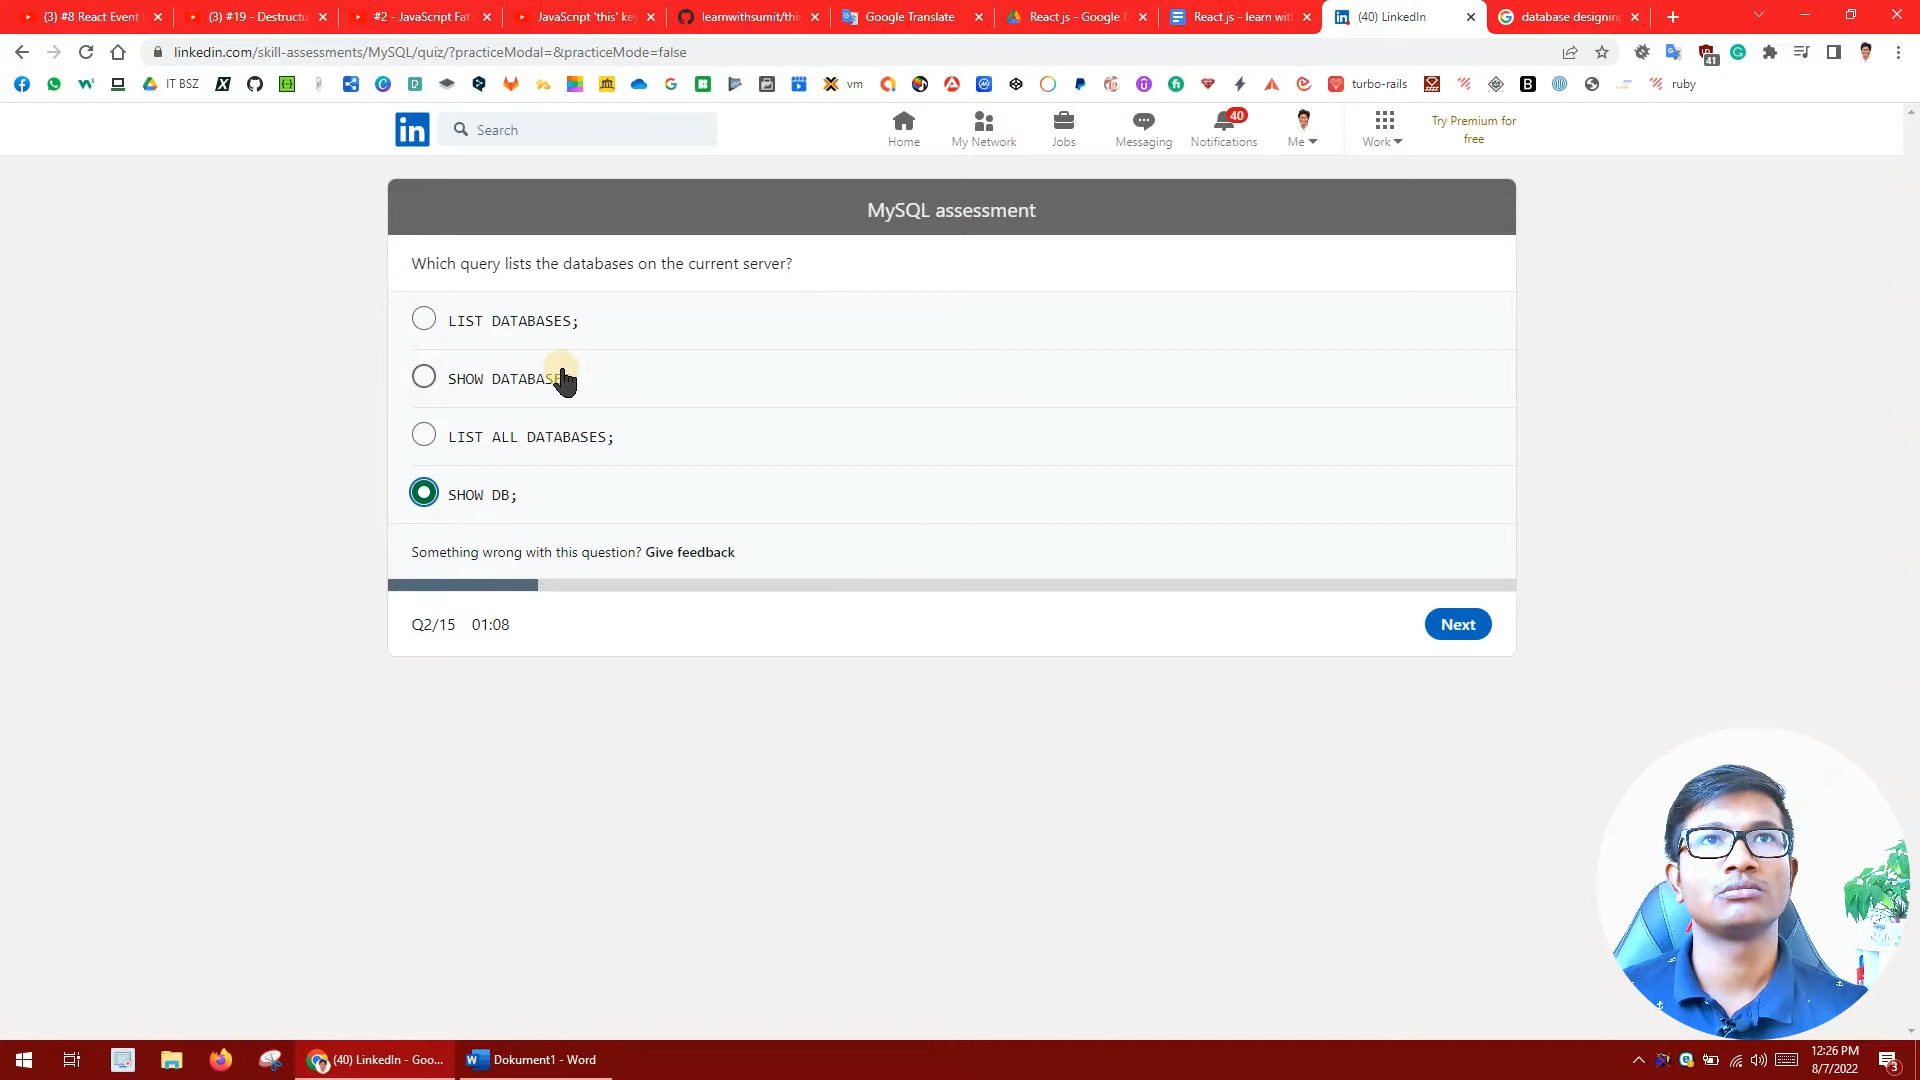 (3) #8 React Event
(3) #19 - Destructu
#2 - JavaScript Fat
JavaScript 'this' key
learnwithsumit/thi
Google Translate
React js - Google D
React js - learn wit
(40) LinkedIn
database designing
linkedin.com/skill-assessments/MySQL/quiz/?practiceModal=&practiceMode=false
41
IT BSZ
vm
turbo-rails
ruby
in
Search
Home
My Network
Jobs
Messaging
40
Notifications
Me
Work
Try Premium for
free
MySQL assessment
Which query lists the databases on the current server?
LIST DATABASES;
SHOW DATABASE
LIST ALL DATABASES;
SHOW DB;
Something wrong with this question? Give feedback
Q2/15 01:08
Next
(40) LinkedIn - Goo...
Dokument1 - Word
12:26 PM
8/7/2022
3